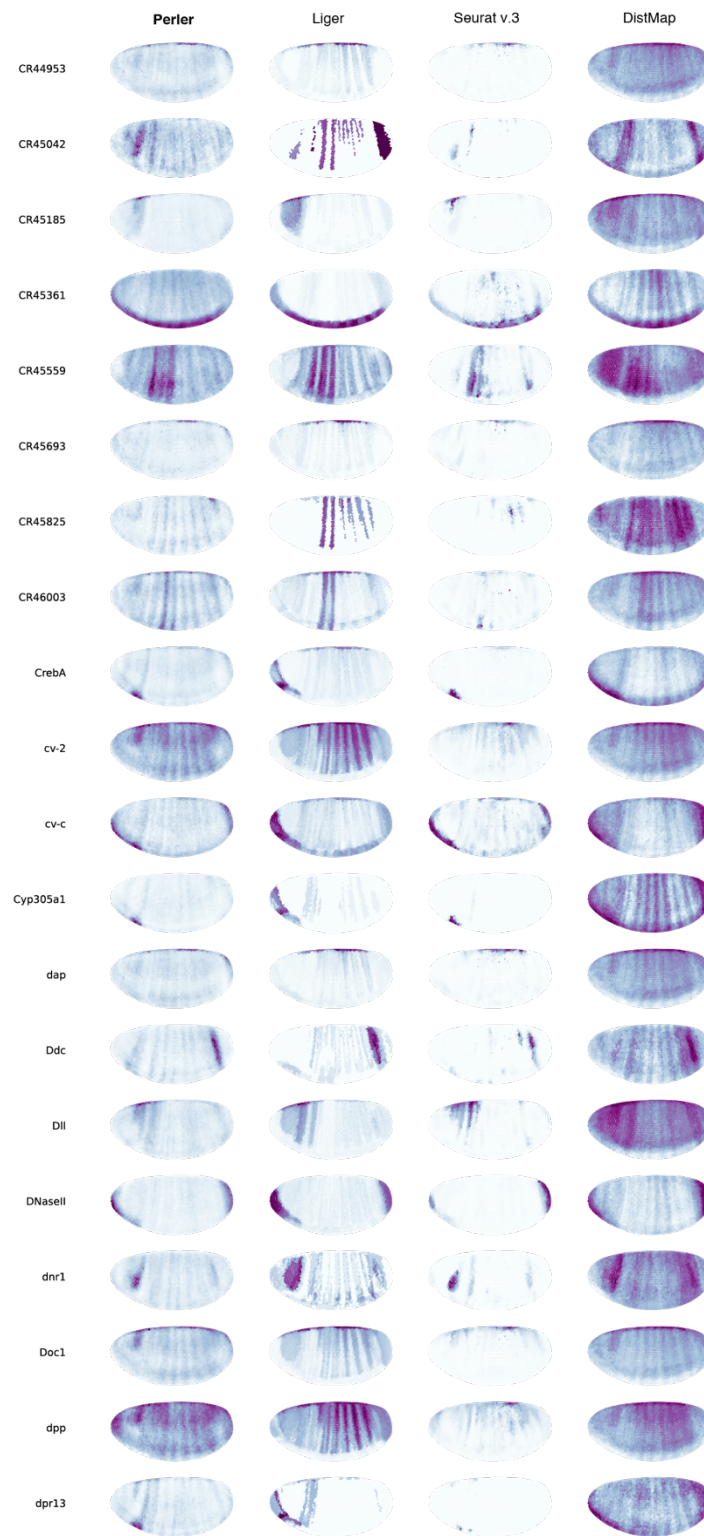 Perler Liger Seurat v.3 DistMap
CR44953
CR45042
CR45185
CR45361
CR45559
CR45693
CR45825
CR46003
CrebA
cv-2
cv-c
Cyp305a1
dap
Ddc
Dll
DNaseII
dnr1
Doc1
dpp
dpr13